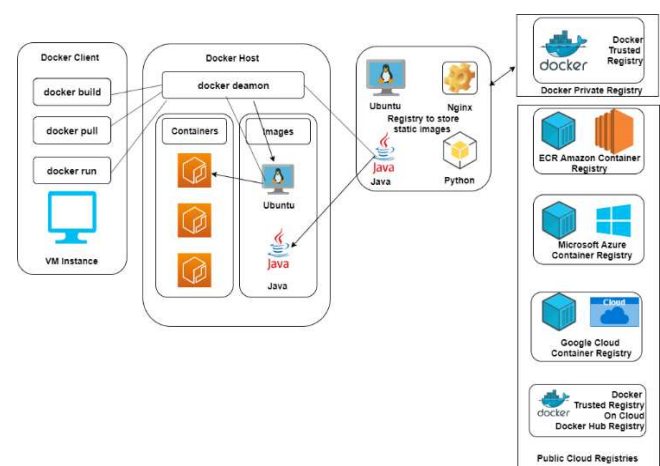 Docker Client
docker build
docker pull
docker run
VM Instance
Docker Host
docker deamon
Containers
Images
Ubuntu
Java
Java
Ubuntu
Nginx
Registry to store
static images
Java
Java
Python
docker
Docker
Trusted
Registry
Docker Private Registry
ECR Amazon Container
Registry
Microsoft Azure
Container Registry
Cloud
Google Cloud
Container Registry
docker
Docker
Trusted Registry
On Cloud
Docker Hub Registry
Public Cloud Registries